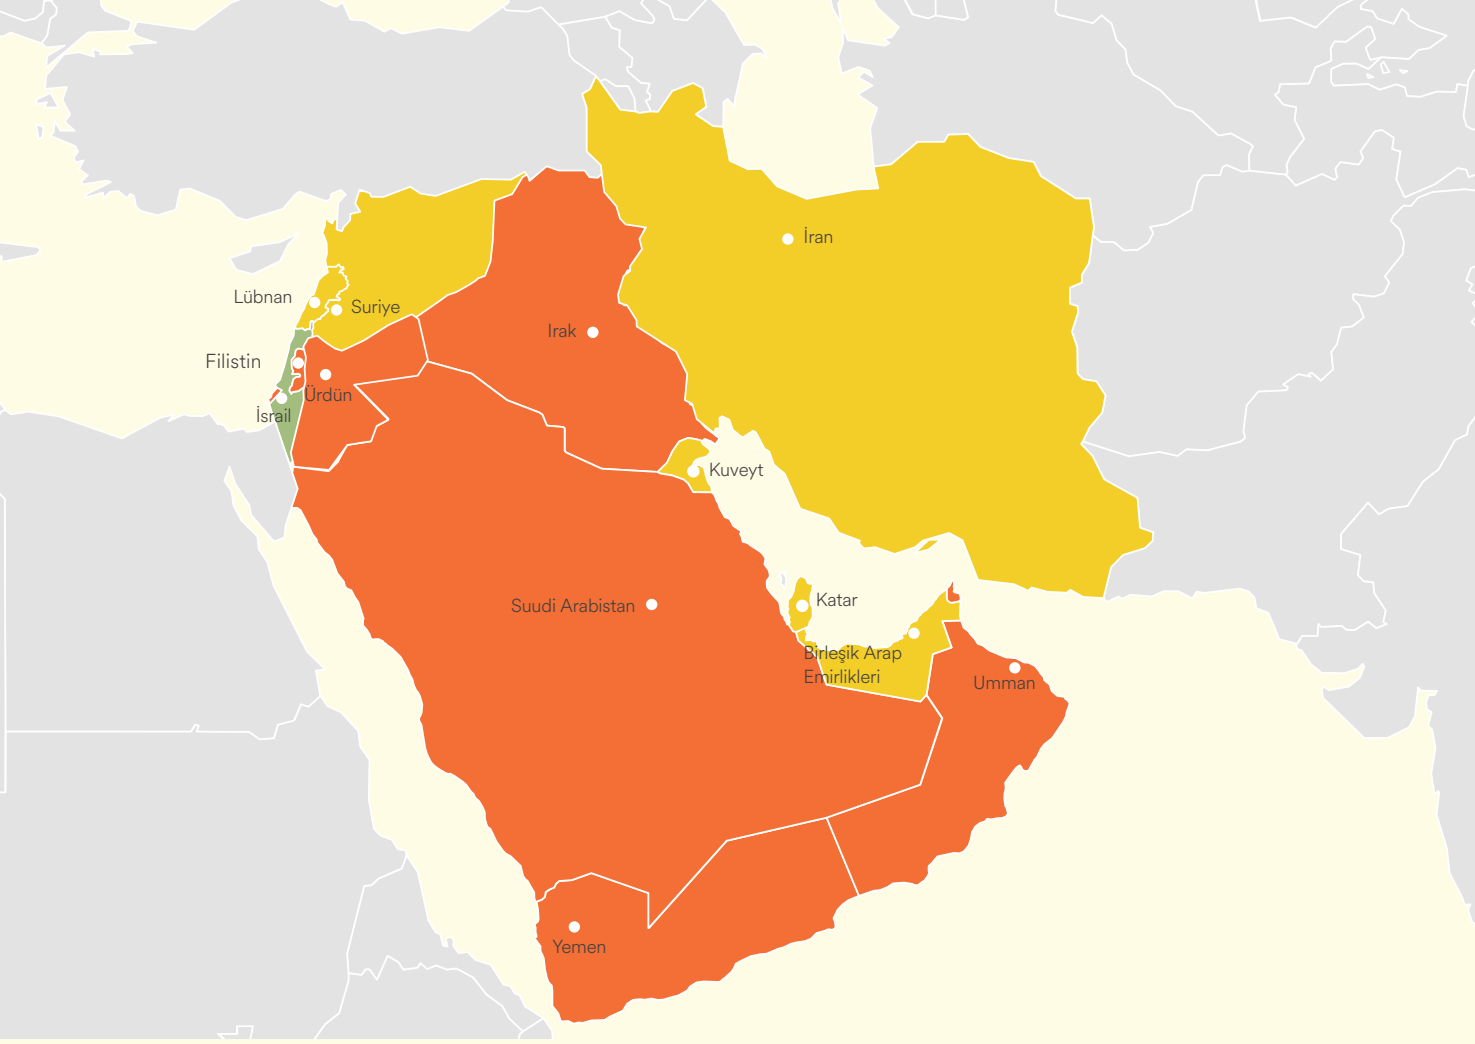 İran
Lübnan
Suriye
Irak
Filistin
Ürdün
İsrail
Kuveyt
Suudi Arabistan
Katar
Birleşik Arap
Emirlikleri
Umman
Yemen